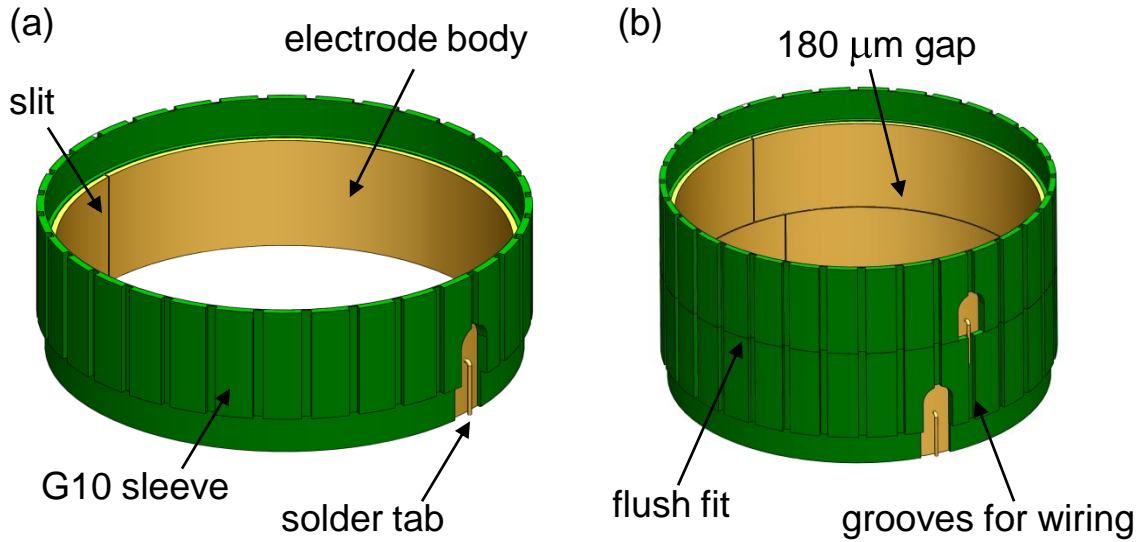 (a)
electrode body
slit
G10 sleeve
solder tab
(b)
180 μm gap
flush fit
grooves for wiring